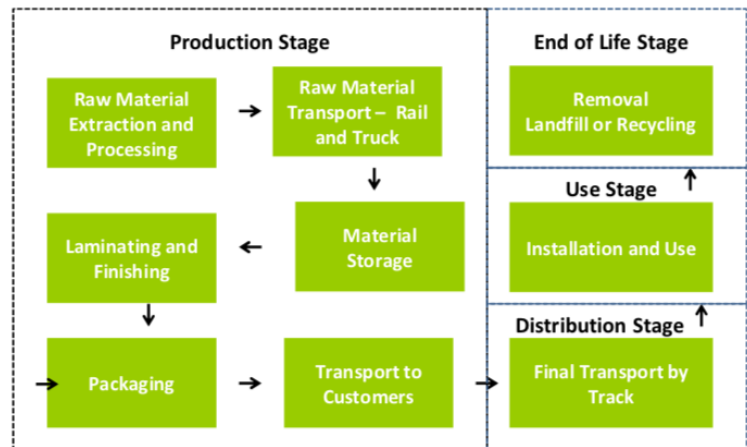 Production Stage
Raw Material
Extraction and
Processing
Raw Material
Transport – Rail
and Truck
Material
Storage
Laminating and
Finishing
Packaging
Transport to
Customers
End of Life Stage
Removal
Landfill or Recycling
Use Stage
Installation and Use
Distribution Stage
Final Transport by
Track